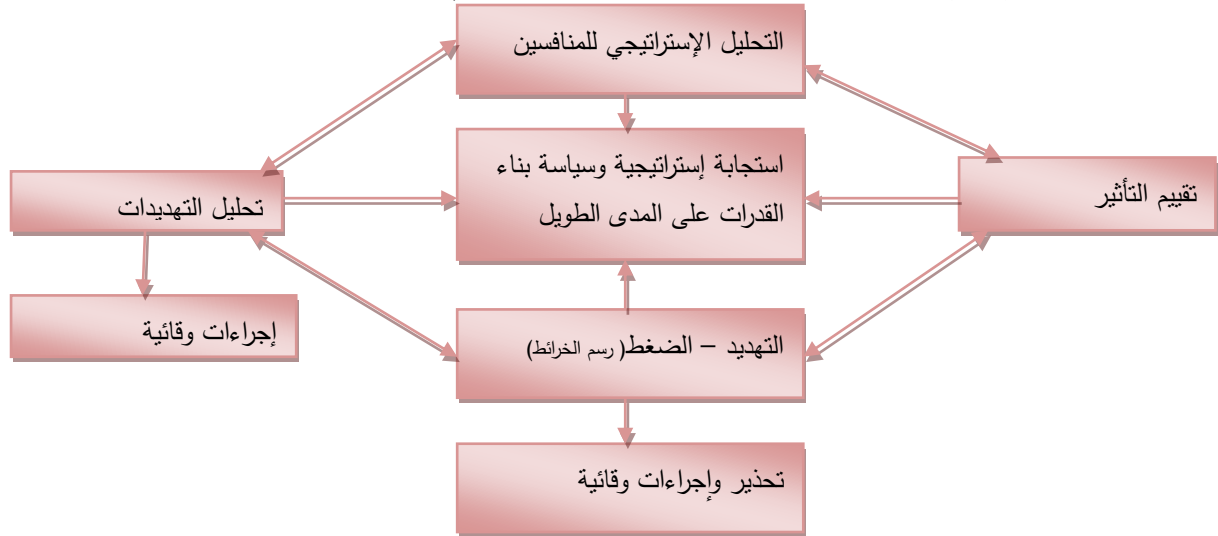 التحليل الإستراتيجي للمنافسين
استجابة إستراتيجية وسياسة بناء
القدرات على المدى الطويل
تقييم التأثير
تحليل التهديدات
إجراءات وقائية
التهديد – الضغط( رسم الخرائط)
تحذير وإجراءات وقائية